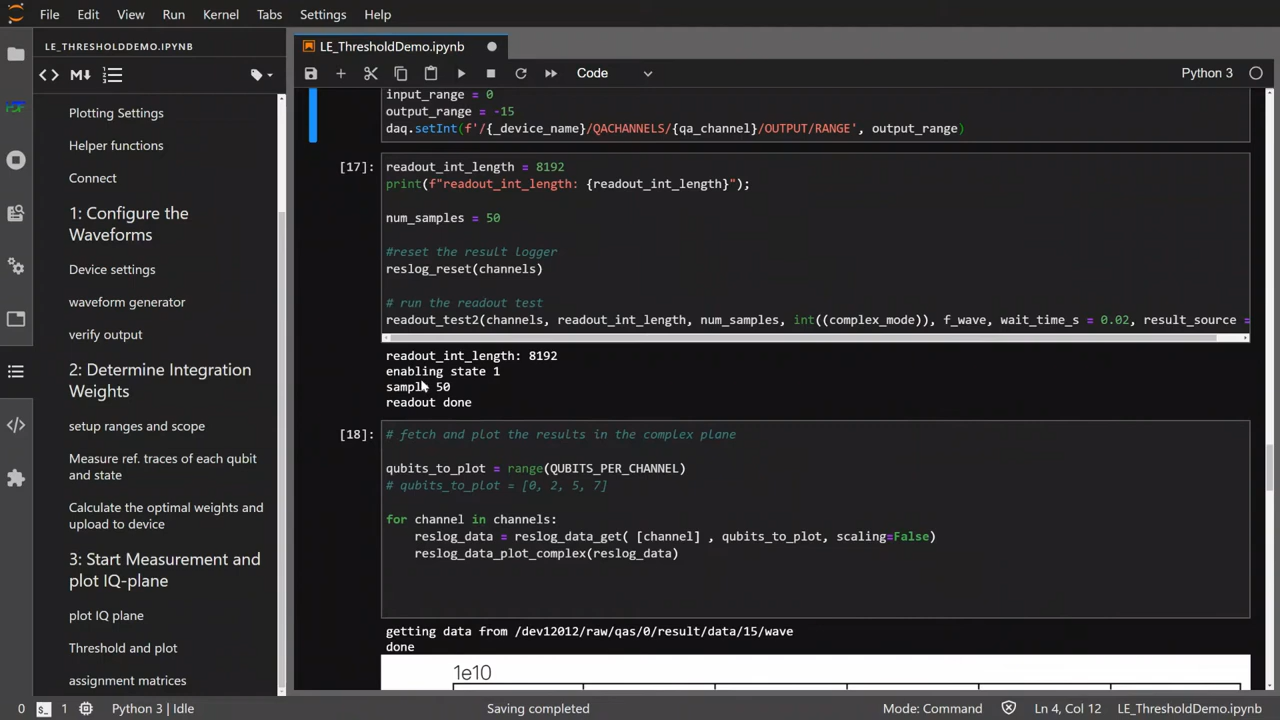 File Edit View Run Kernel Tabs Settings Help
LE_THRESHOLDDEMO.IPYNB
LE_ThresholdDemo.ipynb
Code
Python 3
Plotting Settings
Helper functions
Connect
1: Configure the
Waveforms
Device settings
waveform generator
verify output
2: Determine Integration
Weights
setup ranges and scope
Measure ref. traces of each qubit
and state
Calculate the optimal weights and
upload to device
3: Start Measurement and
plot IQ-plane
plot IQ plane
Threshold and plot
assignment matrices
input_range = 0
output_range = -15
daq.setInt(f'/{_device_name}/QACHANNELS/{qa_channel}/OUTPUT/RANGE', output_range)
[17]:
readout_int_length = 8192
print(f"readout_int_length: {readout_int_length}");
num_samples = 50
#reset the result logger
reslog_reset(channels)
# run the readout test
readout_test2(channels, readout_int_length, num_samples, int((complex_mode)), f_wave, wait_time_s = 0.02, result_source =
readout_int_length: 8192
enabling state 1
sample 50
readout done
[18]:
# fetch and plot the results in the complex plane
qubits_to_plot = range(QUBITS_PER_CHANNEL)
# qubits_to_plot = [0, 2, 5, 7]
for channel in channels:
reslog_data = reslog_data_get( [channel] , qubits_to_plot, scaling=False)
reslog_data_plot_complex(reslog_data)
getting data from /dev12012/raw/qas/0/result/data/15/wave
done
1e10
0 1 Python 3 | Idle
Saving completed
Mode: Command
Ln 4, Col 12
LE_ThresholdDemo.ipynb